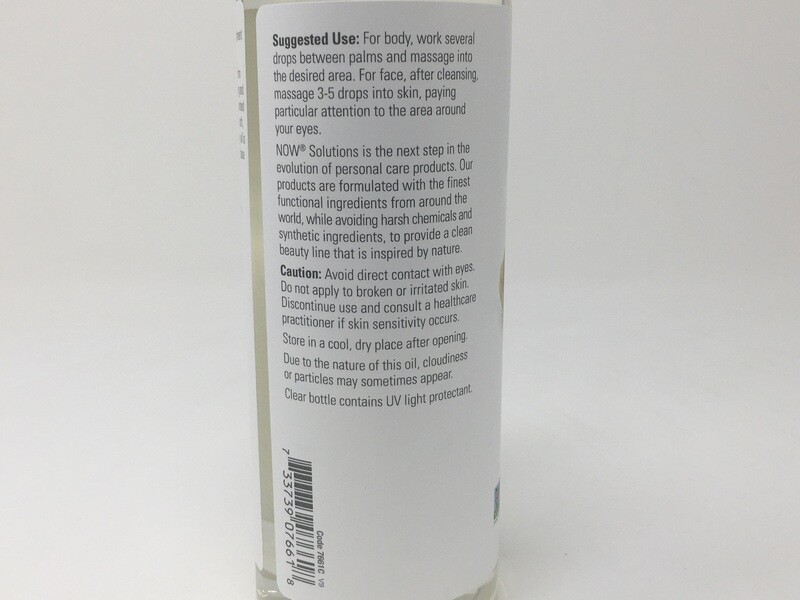 Suggested Use: For body, work several
drops between palms and massage into
the desired area. For face, after cleansing,
massage 3-5 drops into skin, paying
particular attention to the area around
your eyes.
NOW® Solutions is the next step in the
evolution of personal care products. Our
products are formulated with the finest
functional ingredients from around the
world, while avoiding harsh chemicals and
synthetic ingredients, to provide a clean
beauty line that is inspired by nature.
Caution: Avoid direct contact with eyes.
Do not apply to broken or irritated skin.
Discontinue use and consult a healthcare
practitioner if skin sensitivity occurs.
Store in a cool, dry place after opening.
Due to the nature of this oil, cloudiness
or particles may sometimes appear.
Clear bottle contains UV light protectant.
7 33739 07661 8
Code 7661C V9